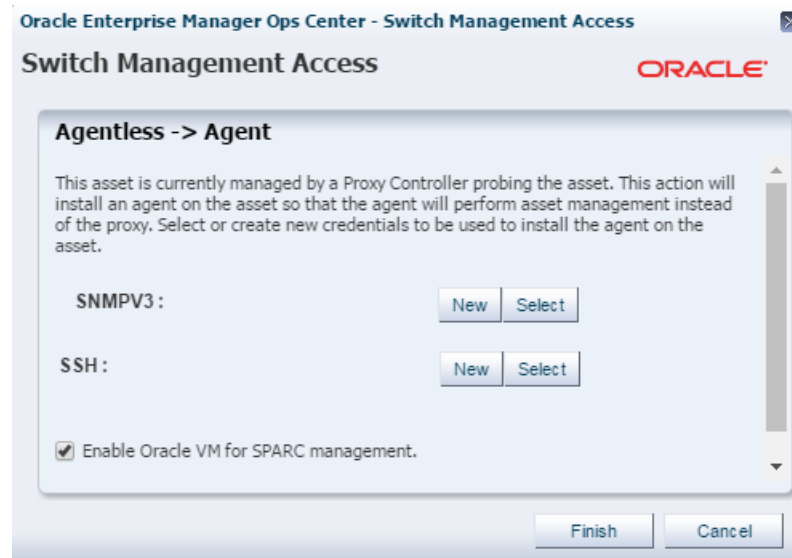 Oracle Enterprise Manager Ops Center - Switch Management Access
Switch Management Access
ORACLE
Agentless -> Agent
This asset is currently managed by a Proxy Controller probing the asset. This action will
install an agent on the asset so that the agent will perform asset management instead
of the proxy. Select or create new credentials to be used to install the agent on the
asset.
SNMPV3 : New Select
SSH : New Select
Enable Oracle VM for SPARC management.
Finish Cancel